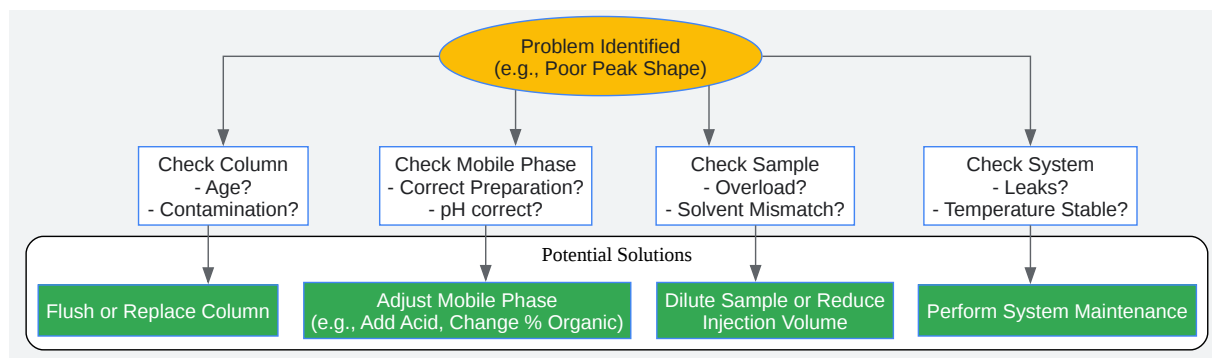 Problem Identified
(e.g., Poor Peak Shape)
Check Column
- Age?
- Contamination?
Check Mobile Phase
- Correct Preparation?
- pH correct?
Check Sample
- Overload?
- Solvent Mismatch?
Check System
- Leaks?
- Temperature Stable?
Potential Solutions
Flush or Replace Column
Adjust Mobile Phase
(e.g., Add Acid, Change % Organic)
Dilute Sample or Reduce
Injection Volume
Perform System Maintenance